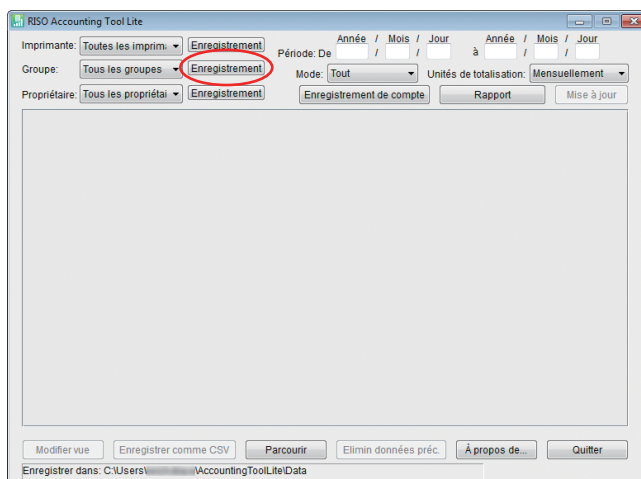 RISO Accounting Tool Lite
Imprimante: Toutes les imprim: Enregistrement
Année / Mois / Jour Année / Mois / Jour
Période: De / / à / /
Groupe: Tous les groupes Enregistrement Mode: Tout Unités de totalisation: Mensuellement
Propriétaire: Tous les propriétai Enregistrement Enregistrement de compte Rapport Mise à jour
Modifier vue Enregistrer comme CSV Parcourir Elimin données préc. À propos de... Quitter
Enregistrer dans: C:\Users\ \AccountingToolLite\Data